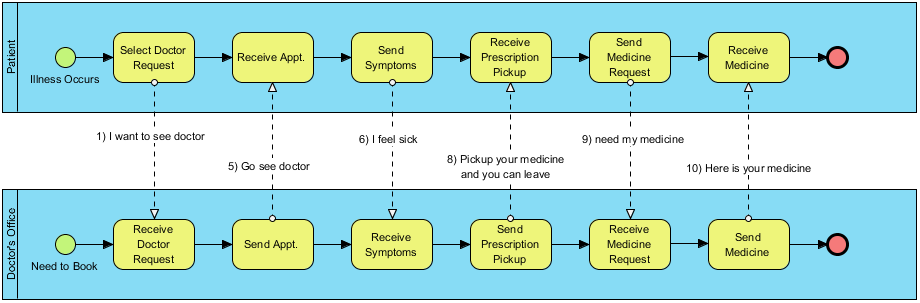 Patient
Illness Occurs
Select Doctor
Request
Receive Appt.
Send
Symptoms
Receive
Prescription
Pickup
Send
Medicine
Request
Receive
Medicine
1) I want to see doctor
5) Go see doctor
6) I feel sick
8) Pickup your medicine
and you can leave
9) need my medicine
10) Here is your medicine
Doctor's Office
Need to Book
Receive
Doctor
Request
Send Appt.
Receive
Symptoms
Send
Prescription
Pickup
Receive
Medicine
Request
Send
Medicine